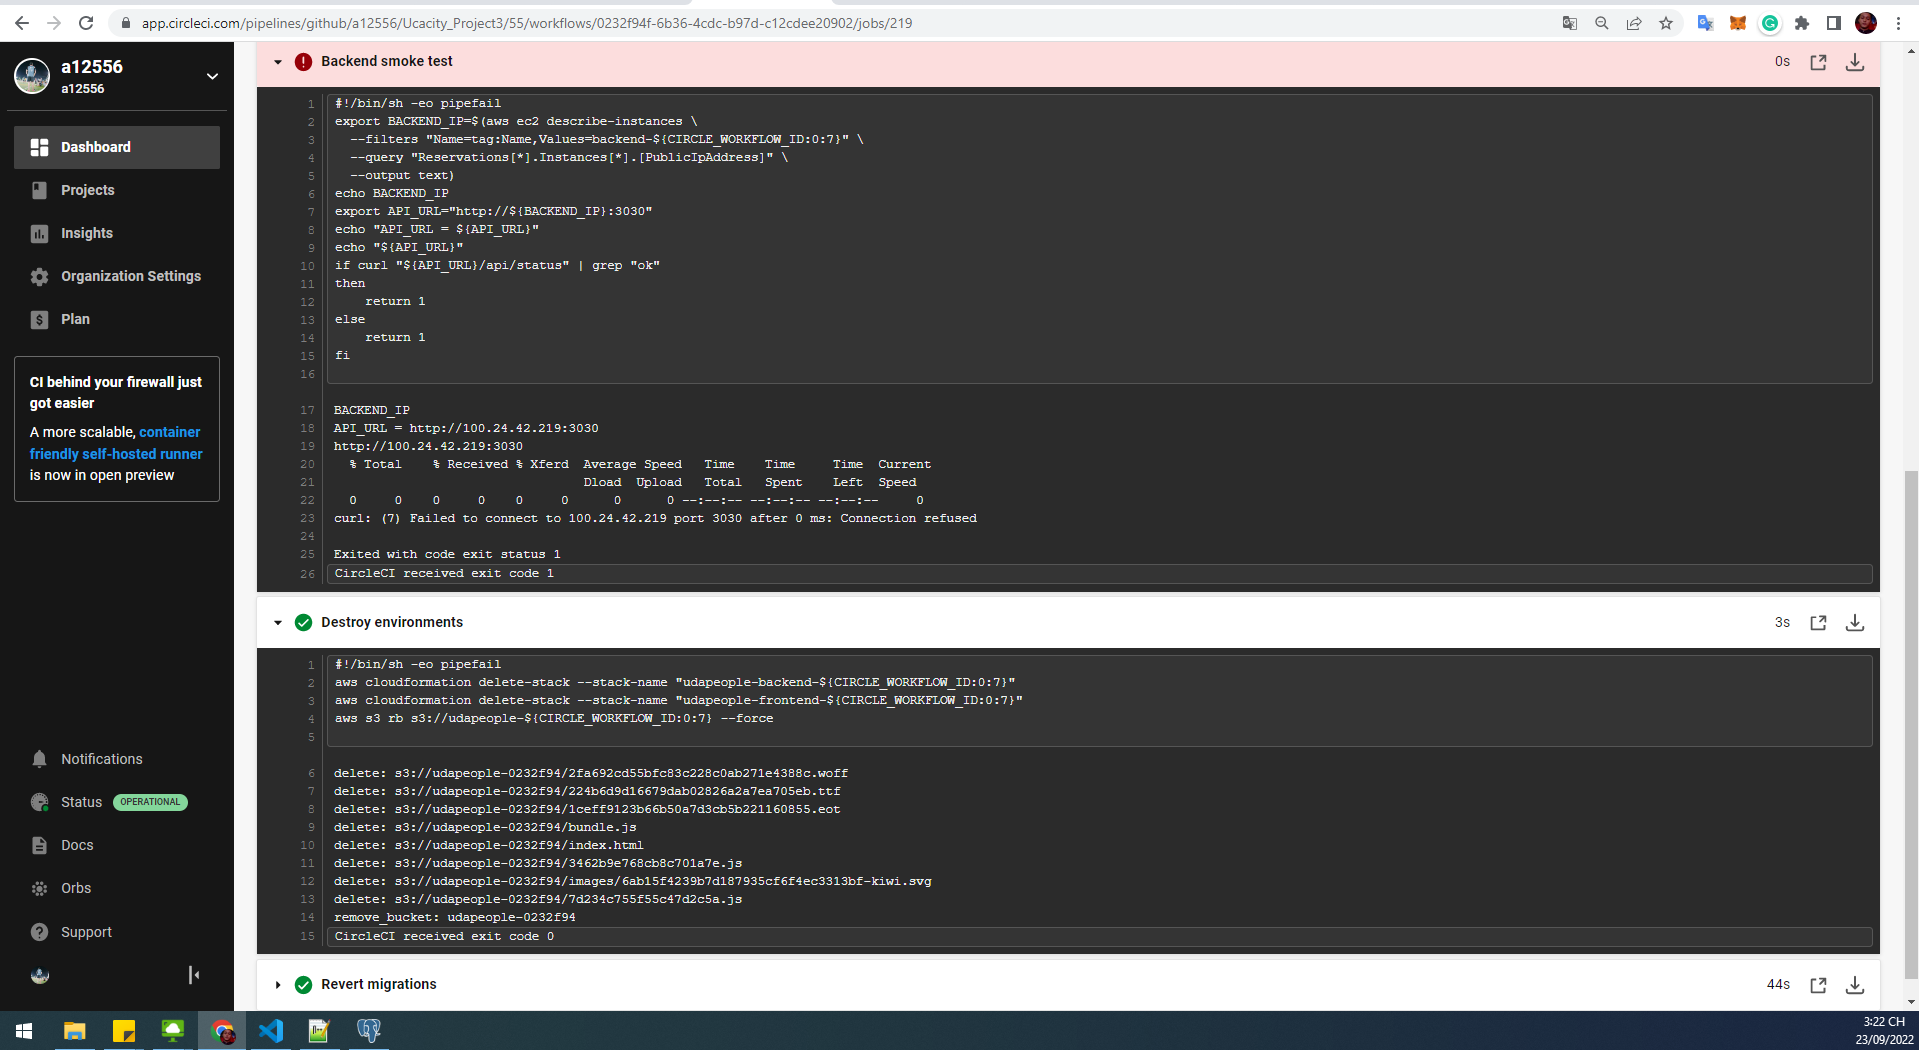 app.circleci.com/pipelines/github/a12556/Ucacity_Project3/55/workflows/0232f94f-6b36-4cdc-b97d-c12cdee20902/jobs/219
a12556
a12556
Dashboard
Projects
Insights
Organization Settings
Plan
CI behind your firewall just
got easier
A more scalable, container
friendly self-hosted runner
is now in open preview
Notifications
Status OPERATIONAL
Docs
Orbs
Support
Backend smoke test 0s
1 #!/bin/sh -eo pipefail
2 export BACKEND_IP=$(aws ec2 describe-instances \
3 --filters "Name=tag:Name,Values=backend-${CIRCLE_WORKFLOW_ID:0:7}" \
4 --query "Reservations[*].Instances[*].[PublicIpAddress]" \
5 --output text)
6 echo BACKEND_IP
7 export API_URL="http://${BACKEND_IP}:3030"
8 echo "API_URL = ${API_URL}"
9 echo "${API_URL}"
10 if curl "${API_URL}/api/status" | grep "ok"
11 then
12 return 1
13 else
14 return 1
15 fi
16
17 BACKEND_IP
18 API_URL = http://100.24.42.219:3030
19 http://100.24.42.219:3030
20 % Total % Received % Xferd Average Speed Time Time Time Current
21 Dload Upload Total Spent Left Speed
22 0 0 0 0 0 0 0 0 --:--:-- --:--:-- --:--:-- 0
23 curl: (7) Failed to connect to 100.24.42.219 port 3030 after 0 ms: Connection refused
24
25 Exited with code exit status 1
26 CircleCI received exit code 1
Destroy environments 3s
1 #!/bin/sh -eo pipefail
2 aws cloudformation delete-stack --stack-name "udapeople-backend-${CIRCLE_WORKFLOW_ID:0:7}"
3 aws cloudformation delete-stack --stack-name "udapeople-frontend-${CIRCLE_WORKFLOW_ID:0:7}"
4 aws s3 rb s3://udapeople-${CIRCLE_WORKFLOW_ID:0:7} --force
5
6 delete: s3://udapeople-0232f94/2fa692cd55bfc83c228c0ab271e4388c.woff
7 delete: s3://udapeople-0232f94/224b6d9d16679dab02826a2a7ea705eb.ttf
8 delete: s3://udapeople-0232f94/1ceff9123b66b50a7d3cb5b221160855.eot
9 delete: s3://udapeople-0232f94/bundle.js
10 delete: s3://udapeople-0232f94/index.html
11 delete: s3://udapeople-0232f94/3462b9e768cb8c701a7e.js
12 delete: s3://udapeople-0232f94/images/6ab15f4239b7d187935cf6f4ec3313bf-kiwi.svg
13 delete: s3://udapeople-0232f94/7d234c755f55c47d2c5a.js
14 remove_bucket: udapeople-0232f94
15 CircleCI received exit code 0
Revert migrations 44s
3:22 CH
23/09/2022